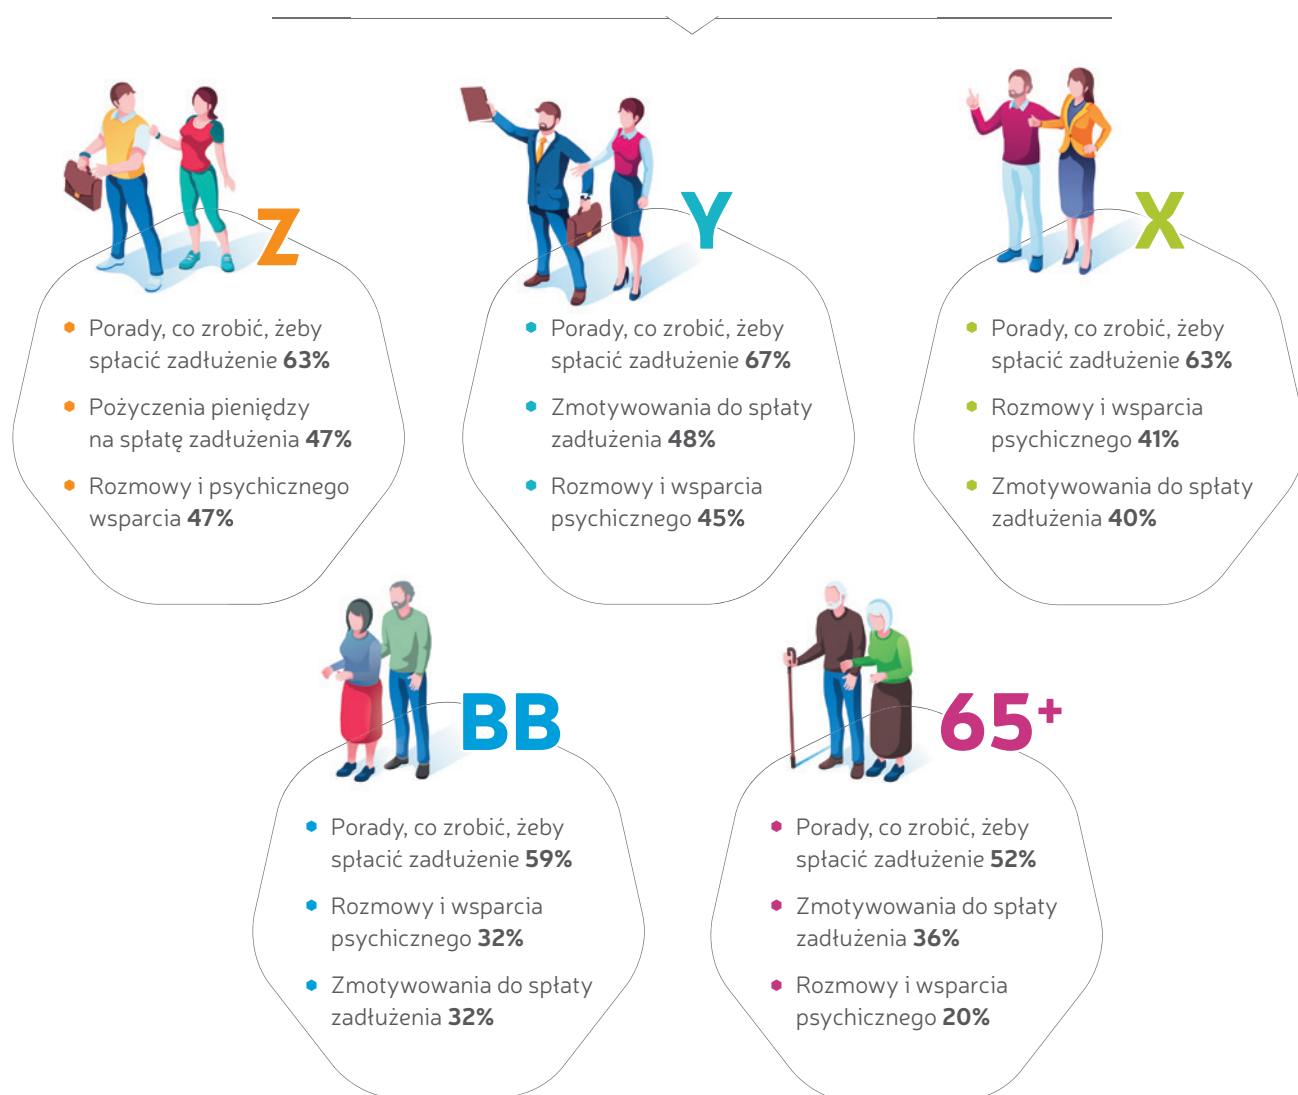 Z
Porady, co zrobić, żeby
spłacić zadłużenie 63%
Pożyczenia pieniędzy
na spłatę zadłużenia 47%
Rozmowy i psychicznego
wsparcia 47%
Y
Porady, co zrobić, żeby
spłacić zadłużenie 67%
Zmotywowania do spłaty
zadłużenia 48%
Rozmowy i wsparcia
psychicznego 45%
X
Porady, co zrobić, żeby
spłacić zadłużenie 63%
Rozmowy i wsparcia
psychicznego 41%
Zmotywowania do spłaty
zadłużenia 40%
BB
Porady, co zrobić, żeby
spłacić zadłużenie 59%
Rozmowy i wsparcia
psychicznego 32%
Zmotywowania do spłaty
zadłużenia 32%
65+
Porady, co zrobić, żeby
spłacić zadłużenie 52%
Zmotywowania do spłaty
zadłużenia 36%
Rozmowy i wsparcia
psychicznego 20%